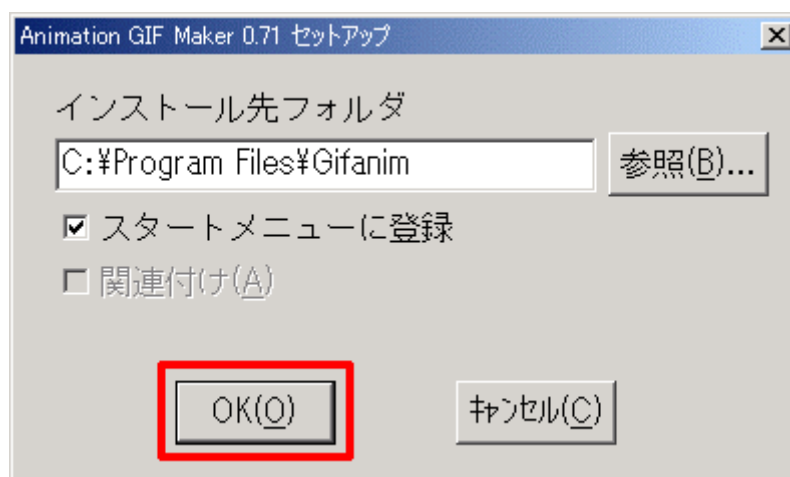 Animation GIF Maker 0.71 セットアップ
インストール先フォルダ
C:¥Program Files¥Gifanim
参照(B)...
スタートメニューに登録
関連付け(A)
OK(O)
キャンセル(C)